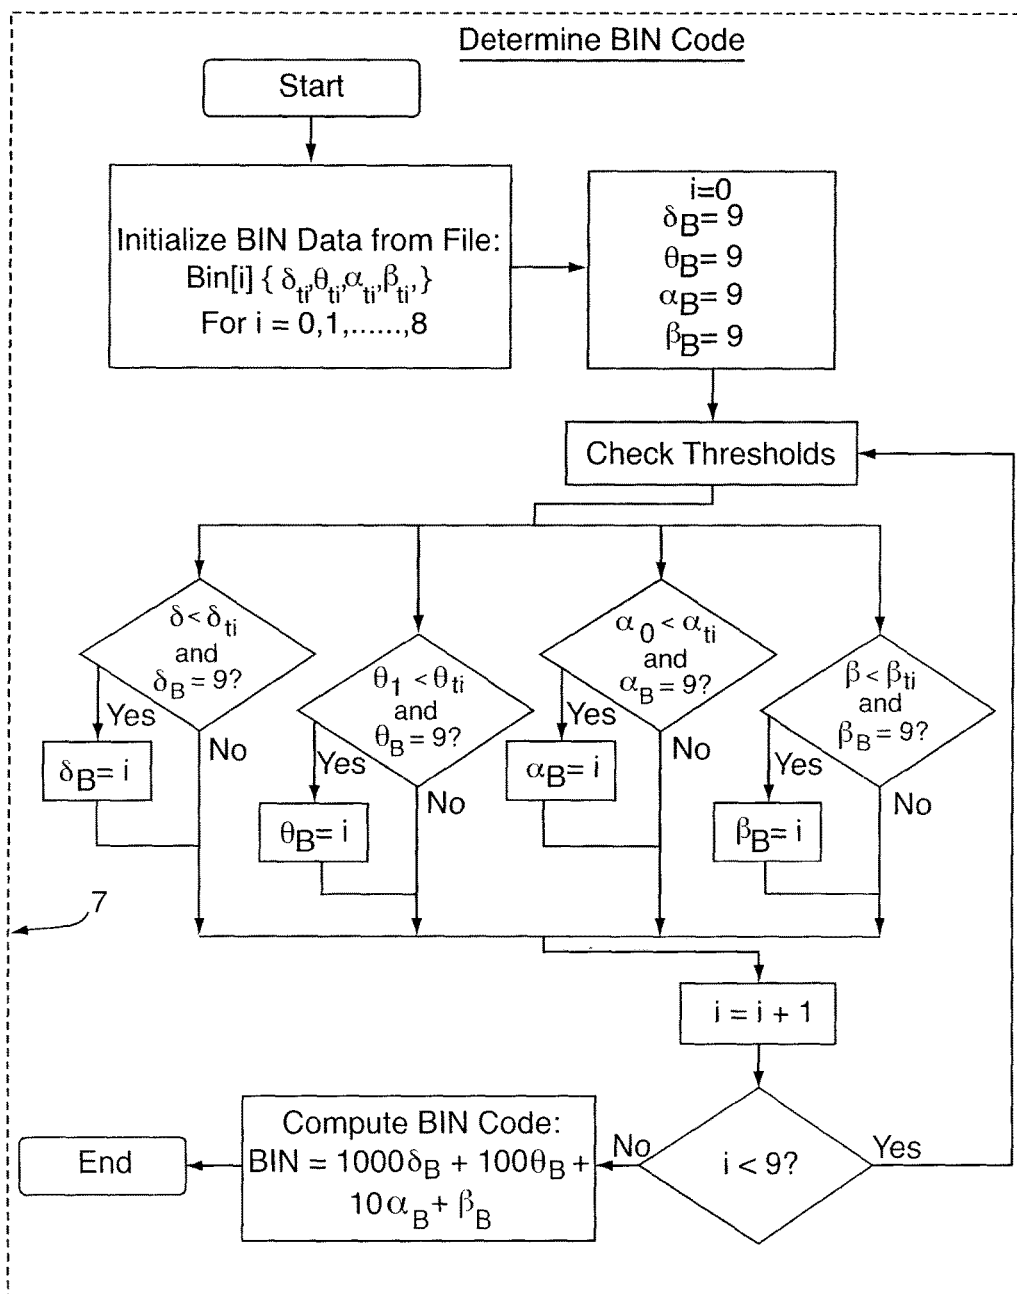 Determine BIN Code
Start
Initialize BIN Data from File:
Bin[i] { δti,θti,αti,βti,}
For i = 0,1,......,8
i=0
δB= 9
θB= 9
αB= 9
βB= 9
Check Thresholds
δ< δti
and
δB = 9?
Yes
No
δB= i
θ1 <θti
and
θB = 9?
Yes
No
θB= i
α0 < αti
and
αB = 9?
Yes
No
αB= i
β< βti
and
βB = 9?
Yes
No
βB= i
7
i = i + 1
i < 9?
Yes
No
Compute BIN Code:
BIN = 1000δB + 100θB +
10αB+ βB
End